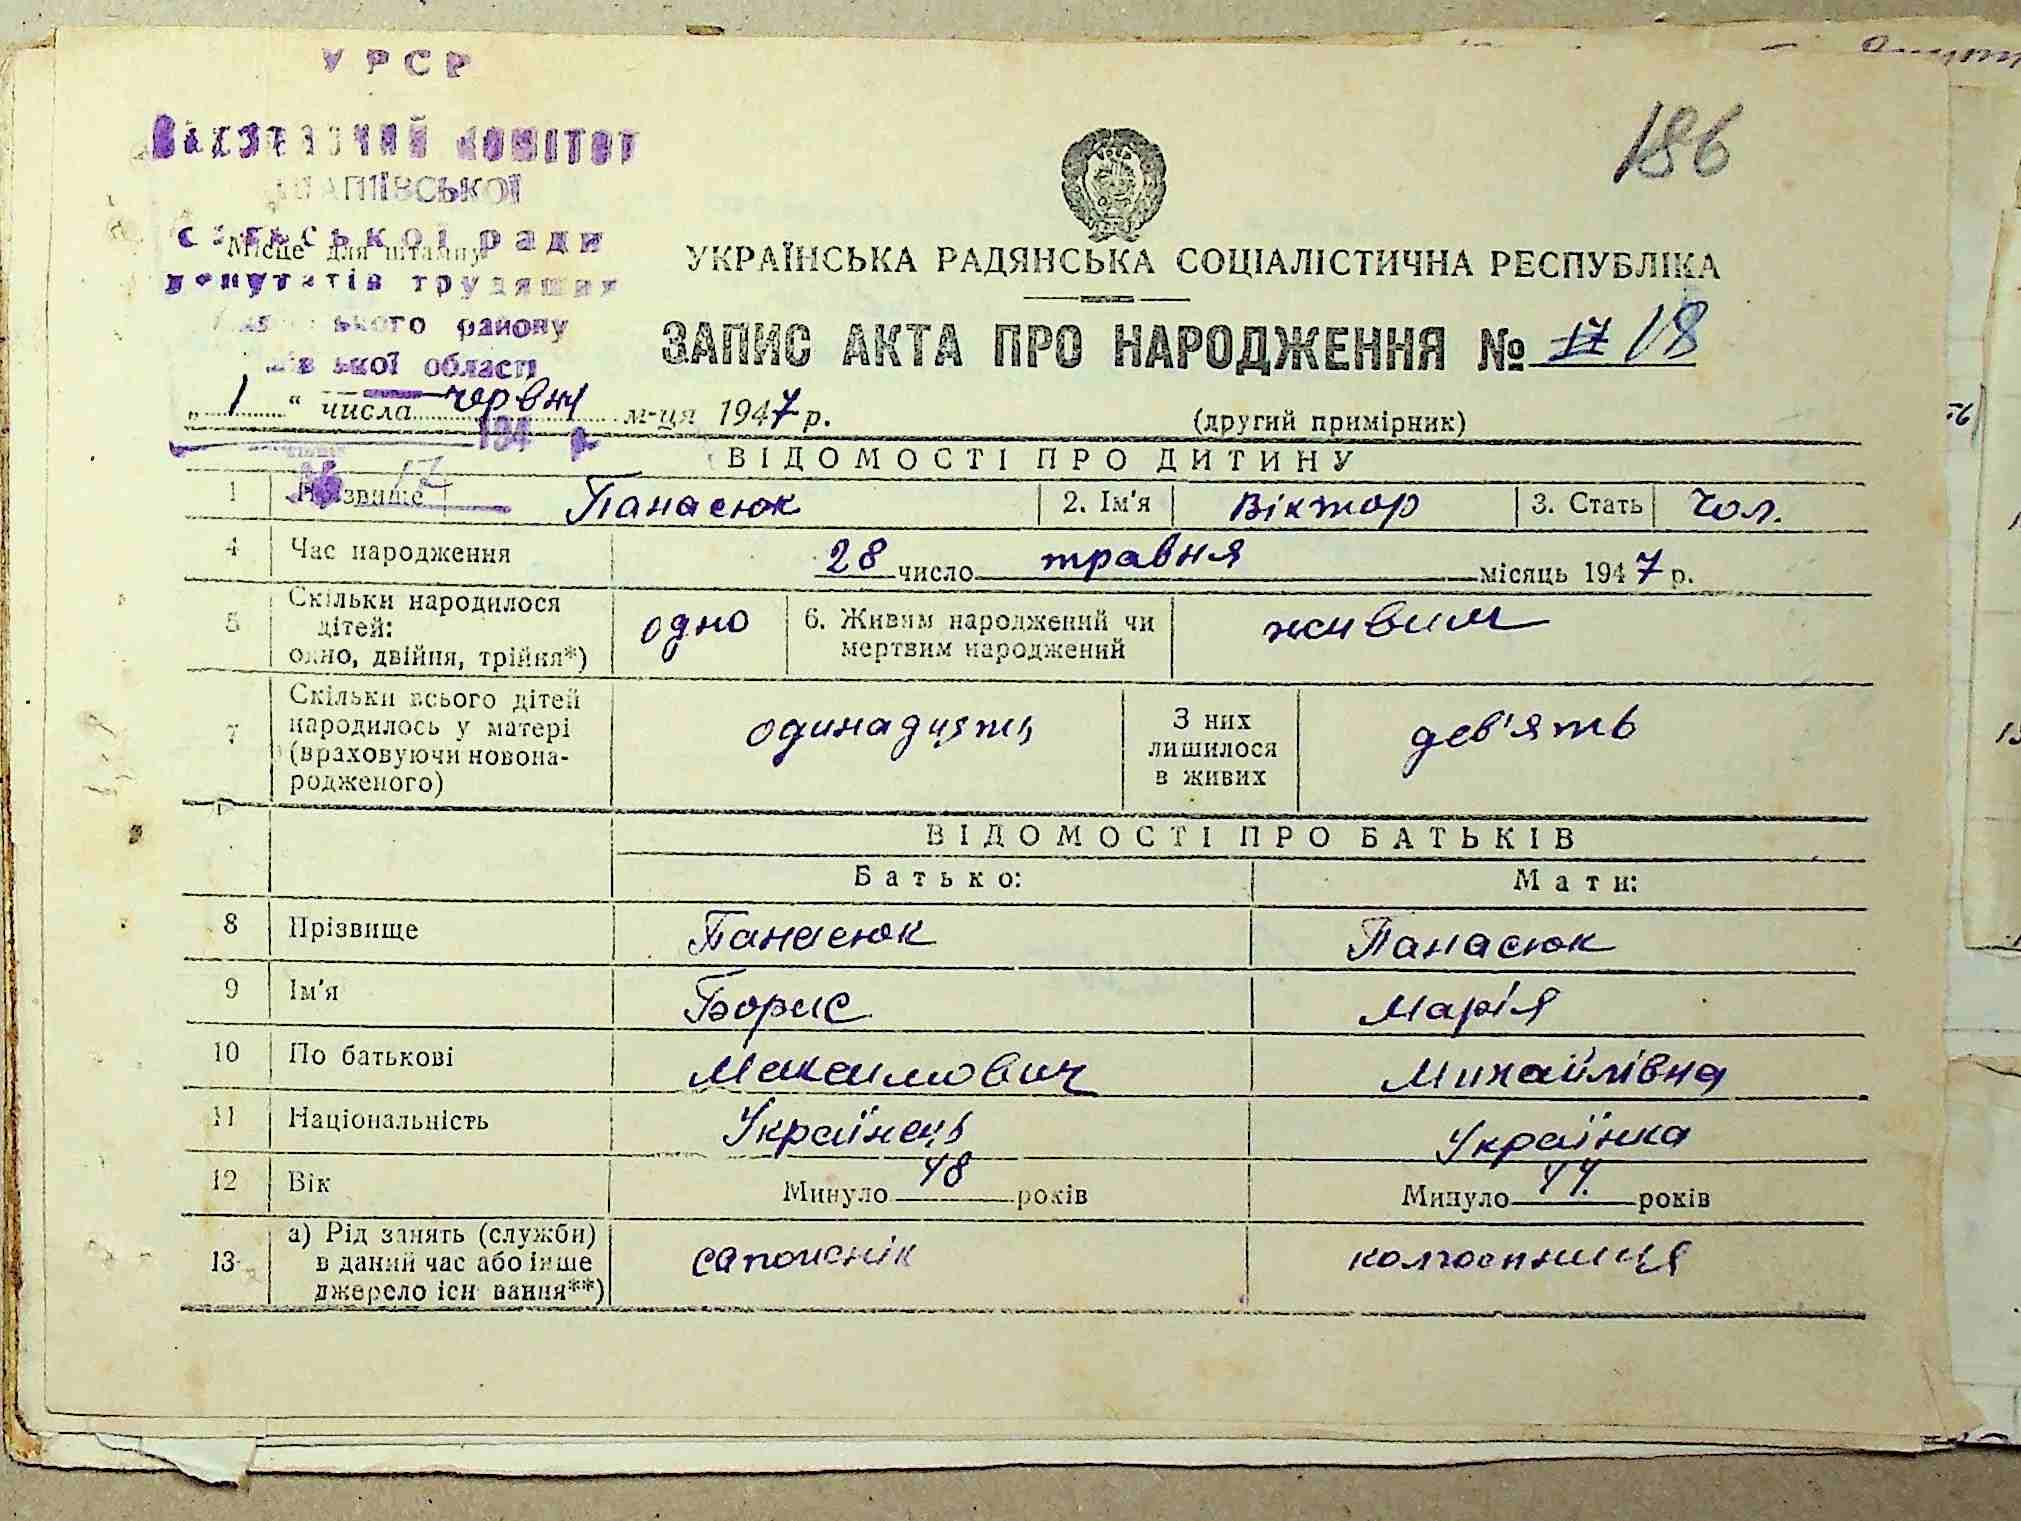 УРСР
186
комітет
сільської ради
Місце для штампу
депутатів трудящих
УКРАЇНСЬКА РАДЯНСЬКА СОЦІАЛІСТИЧНА РЕСПУБЛІКА
району
ЗАПИС АКТА ПРО НАРОДЖЕННЯ № 17 18
області
„ 1 “ числа червня м-ця 1947 р.
(другий примірник)
194 р.
ВІДОМОСТІ ПРО ДИТИНУ
№ 17
1 Прізвище Панасюк 2. Ім'я Віктор 3. Стать чол.
4 Час народження 28 число травня місяць 1947 р.
5 Скільки народилося дітей: одно, двійня, трійня*) одно 6. Живим народжений чи мертвим народжений живим
7 Скільки всього дітей народилось у матері (враховуючи новонародженого) одинадцять З них лишилося в живих дев'ять
ВІДОМОСТІ ПРО БАТЬКІВ
Батько: Мати:
8 Прізвище Панасюк Панасюк
9 Ім'я Борис Марія
10 По батькові Максимович Михайлівна
11 Національність Українець Українка
12 Вік Минуло 48 років Минуло 44 років
13 а) Рід занять (служби) в даний час або інше джерело існування**) сапожнік колгоспниця